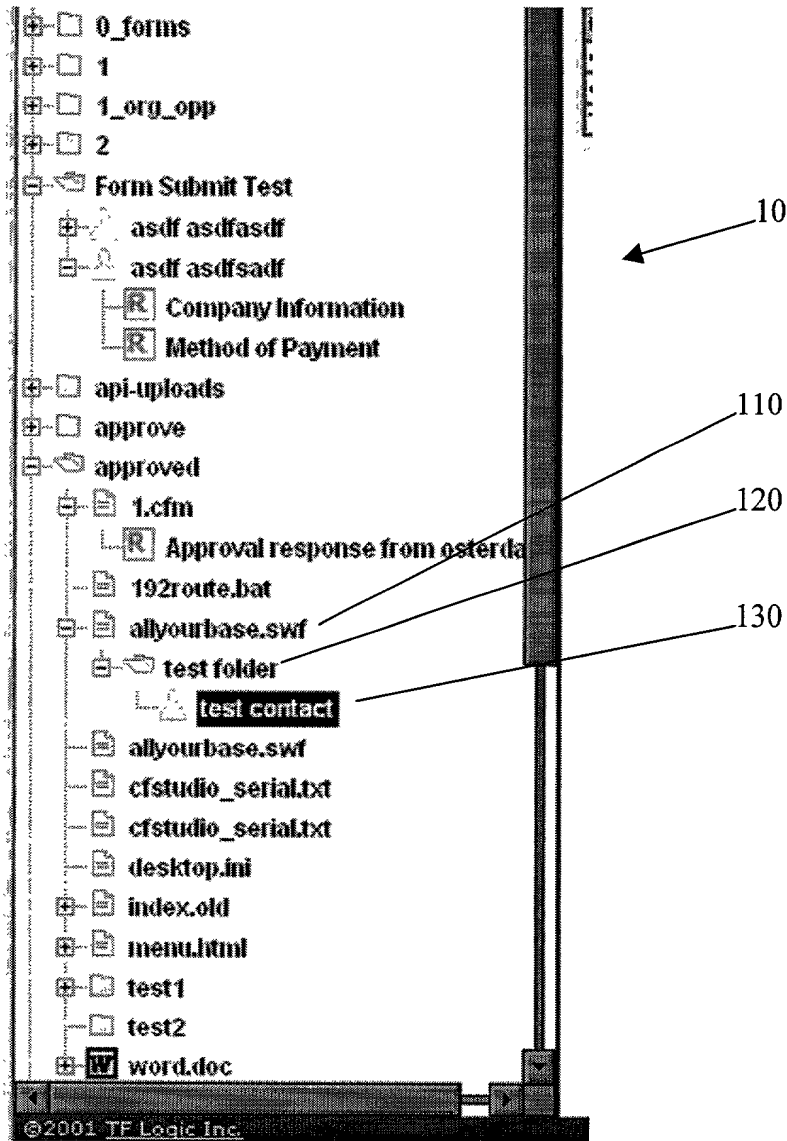 0_forms
1
1_org_opp
2
Form Submit Test
10
asdf asdfasdf
asdf asdfsadf
R Company Information
R Method of Payment
api-uploads
110
approve
approved
120
1.cfm
R Approval response from osterda
192route.bat
130
allyourbase.swf
test folder
test contact
allyourbase.swf
cfstudio_serial.txt
cfstudio_serial.txt
desktop.ini
index.old
menu.html
test1
test2
W word.doc
©2001 TF Logic Inc.